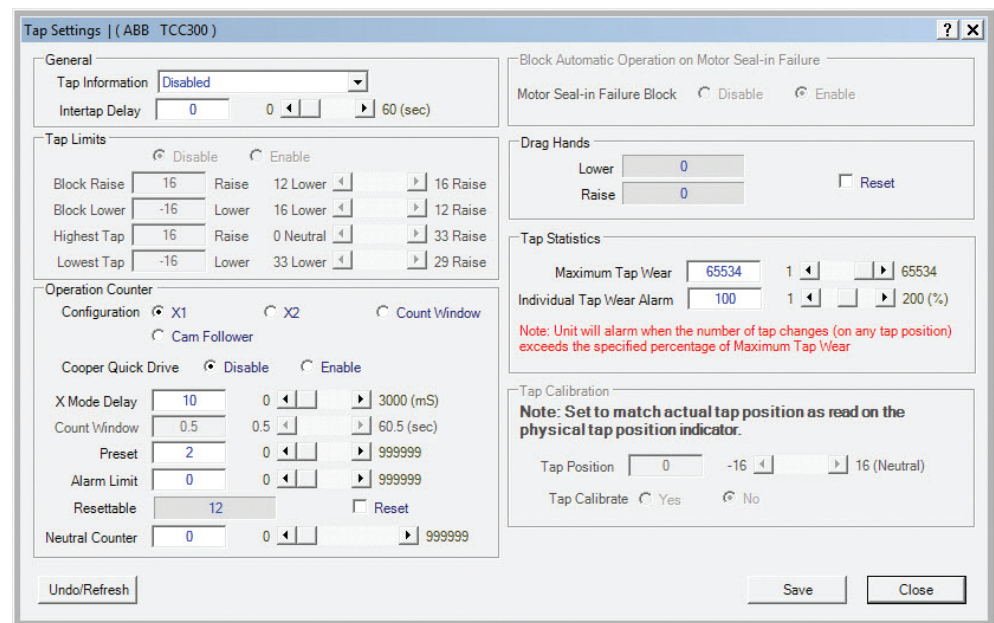 Tap Settings | ( ABB TCC300 )
? X
General
Tap Information Disabled
Intertap Delay 0 0 60 (sec)
Tap Limits
Disable Enable
Block Raise 16 Raise 12 Lower 16 Raise
Block Lower -16 Lower 16 Lower 12 Raise
Highest Tap 16 Raise 0 Neutral 33 Raise
Lowest Tap -16 Lower 33 Lower 29 Raise
Operation Counter
Configuration X1 X2 Count Window
Cam Follower
Cooper Quick Drive Disable Enable
X Mode Delay 10 0 3000 (mS)
Count Window 0.5 0.5 60.5 (sec)
Preset 2 0 999999
Alarm Limit 0 0 999999
Resettable 12 Reset
Neutral Counter 0 0 999999
Block Automatic Operation on Motor Seal-in Failure
Motor Seal-in Failure Block Disable Enable
Drag Hands
Lower 0
Raise 0
Reset
Tap Statistics
Maximum Tap Wear 65534 1 65534
Individual Tap Wear Alarm 100 1 200 (%)
Note: Unit will alarm when the number of tap changes (on any tap position)
exceeds the specified percentage of Maximum Tap Wear
Tap Calibration
Note: Set to match actual tap position as read on the
physical tap position indicator.
Tap Position 0 -16 16 (Neutral)
Tap Calibrate Yes No
Undo/Refresh Save Close